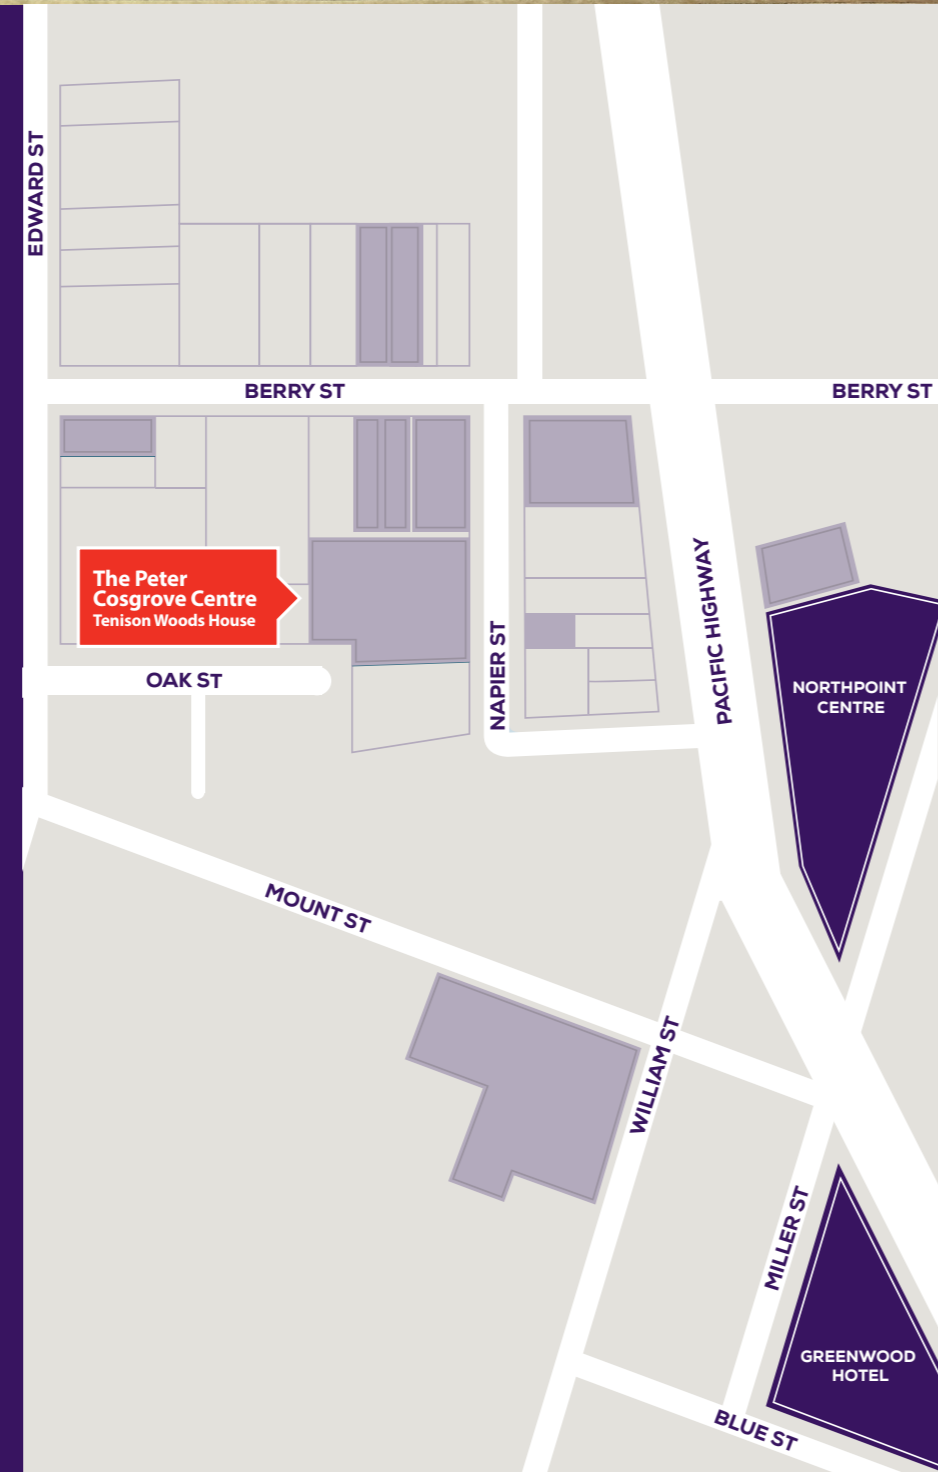 EDWARD ST
BERRY ST
BERRY ST
The Peter
Cosgrove Centre
Tenison Woods House
OAK ST
NAPIER ST
PACIFIC HIGHWAY
NORTHPOINT
CENTRE
MOUNT ST
WILLIAM ST
MILLER ST
GREENWOOD
HOTEL
BLUE ST